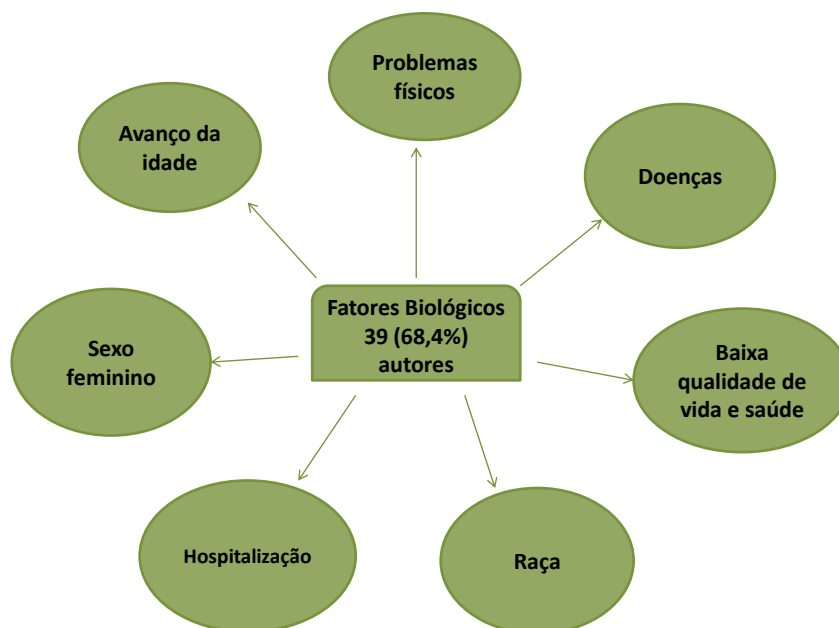 Problemas
físicos
Avanço da
idade
Doenças
Fatores Biológicos
39 (68,4%)
autores
Sexo
feminino
Baixa
qualidade de
vida e saúde
Hospitalização
Raça